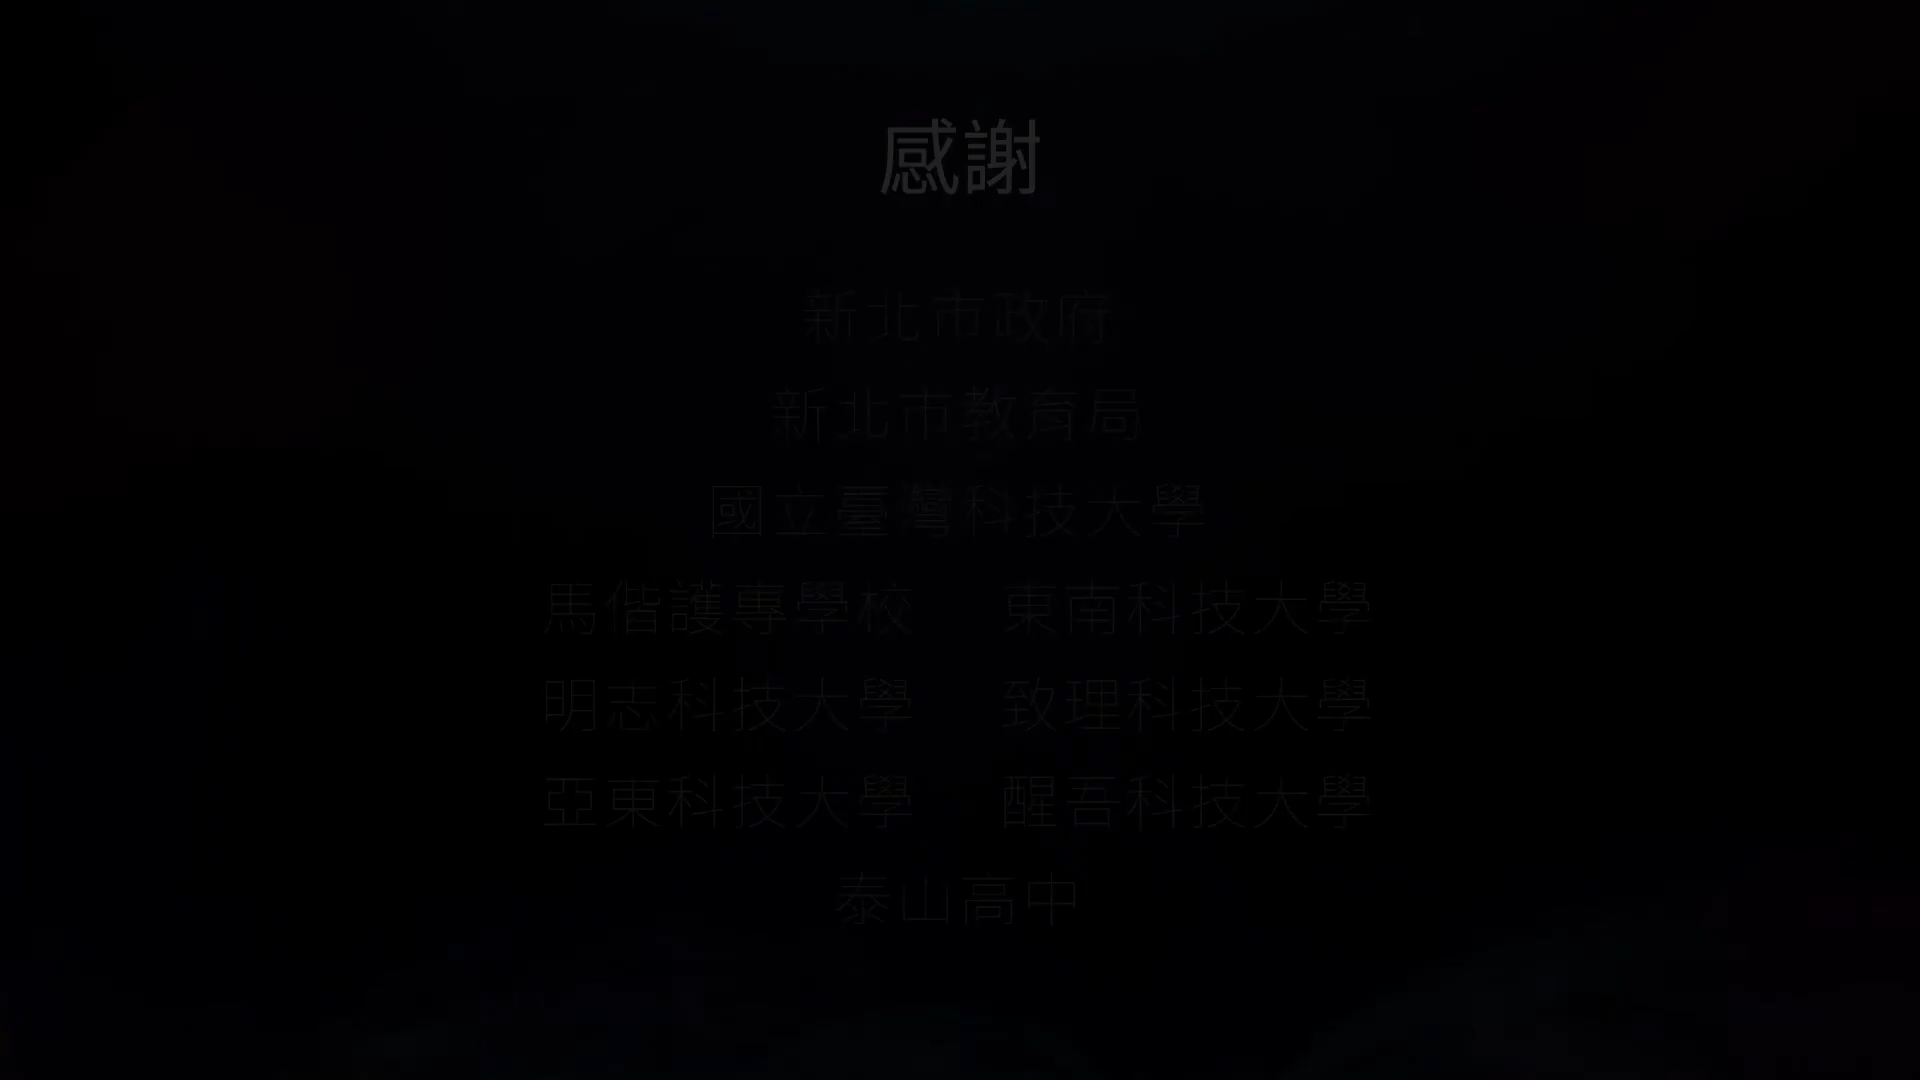 感謝
新北市政府
新北市教育局
國立臺灣科技大學
馬偕護專學校 東南科技大學
明志科技大學 致理科技大學
亞東科技大學 醒吾科技大學
泰山高中